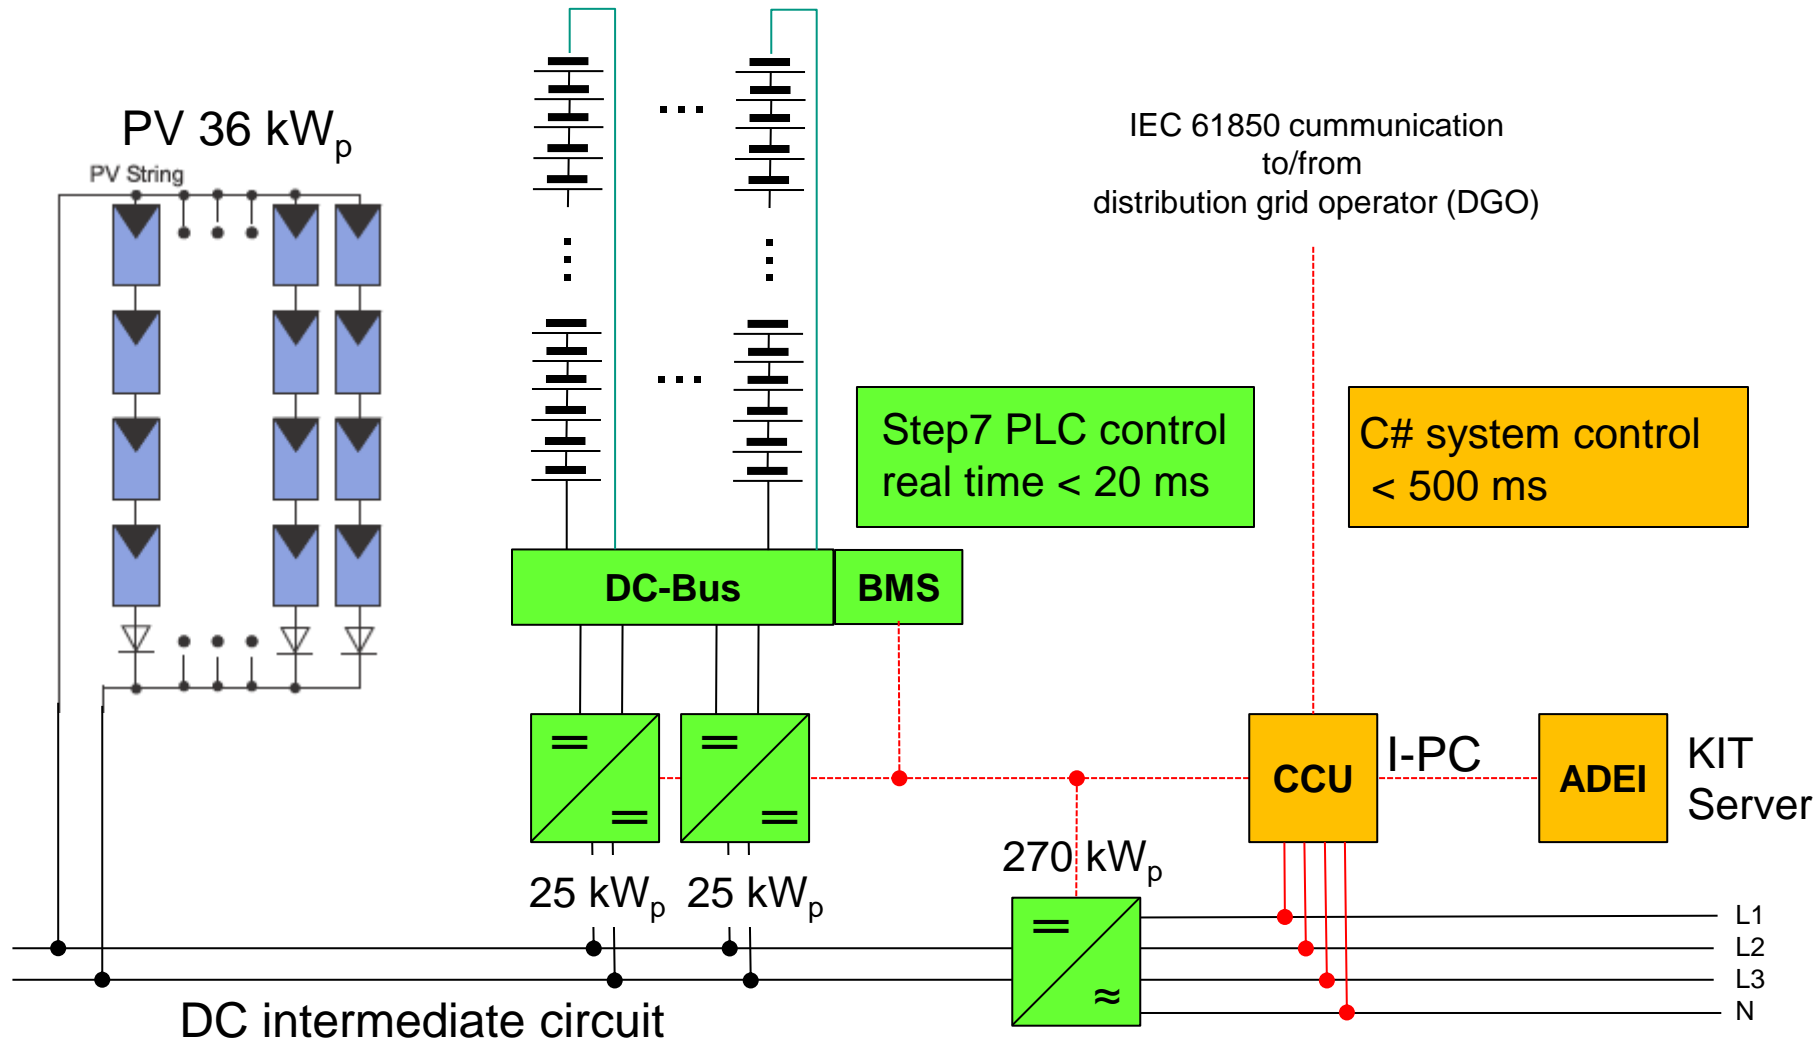 PV 36 kWp
PV String
IEC 61850 cummunication
to/from
distribution grid operator (DGO)
Step7 PLC control
real time < 20 ms
C# system control
< 500 ms
DC-Bus
BMS
CCU
I-PC
ADEI
KIT
Server
25 kWp
25 kWp
270 kWp
L1
L2
L3
N
DC intermediate circuit